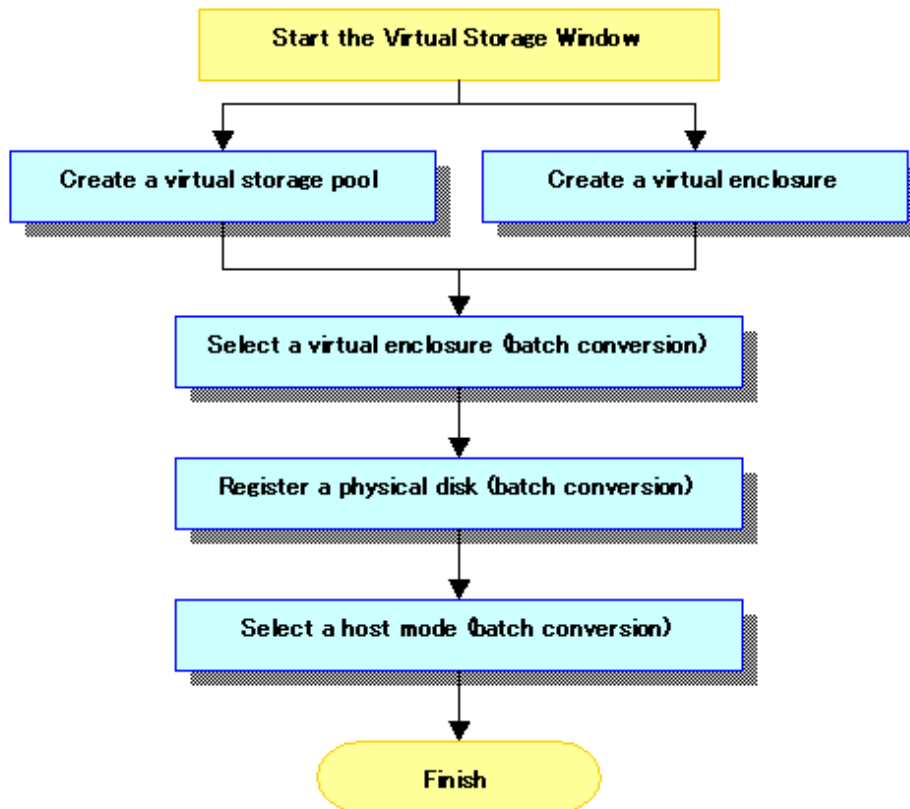 Start the Virtual Storage Window
Create a virtual storage pool
Create a virtual enclosure
Select a virtual enclosure (batch conversion)
Register a physical disk (batch conversion)
Select a host mode (batch conversion)
Finish